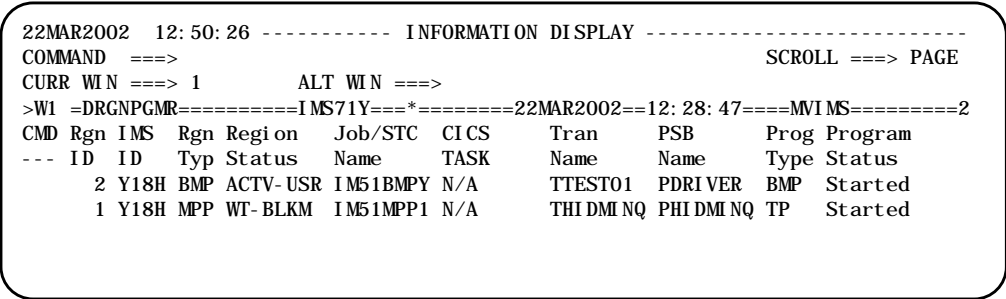 22MAR2002  12:50:26 ----------- INFORMATION DISPLAY ---------------------------
COMMAND  ===>                                                 SCROLL ===> PAGE
CURR WIN ===> 1        ALT WIN ===>
>W1 =DRGNPGMR==========IMS71Y===*========22MAR2002==12:28:47====MVIMS=========2
CMD Rgn IMS  Rgn Region   Job/STC  CICS      Tran     PSB      Prog Program
--- ID  ID   Typ Status   Name     TASK      Name     Name     Type Status
      2 Y18H BMP ACTV-USR IM51BMPY N/A       TTEST01  PDRIVER  BMP  Started
      1 Y18H MPP WT-BLKM  IM51MPP1 N/A       THIDMINQ PHIDMINQ TP   Started